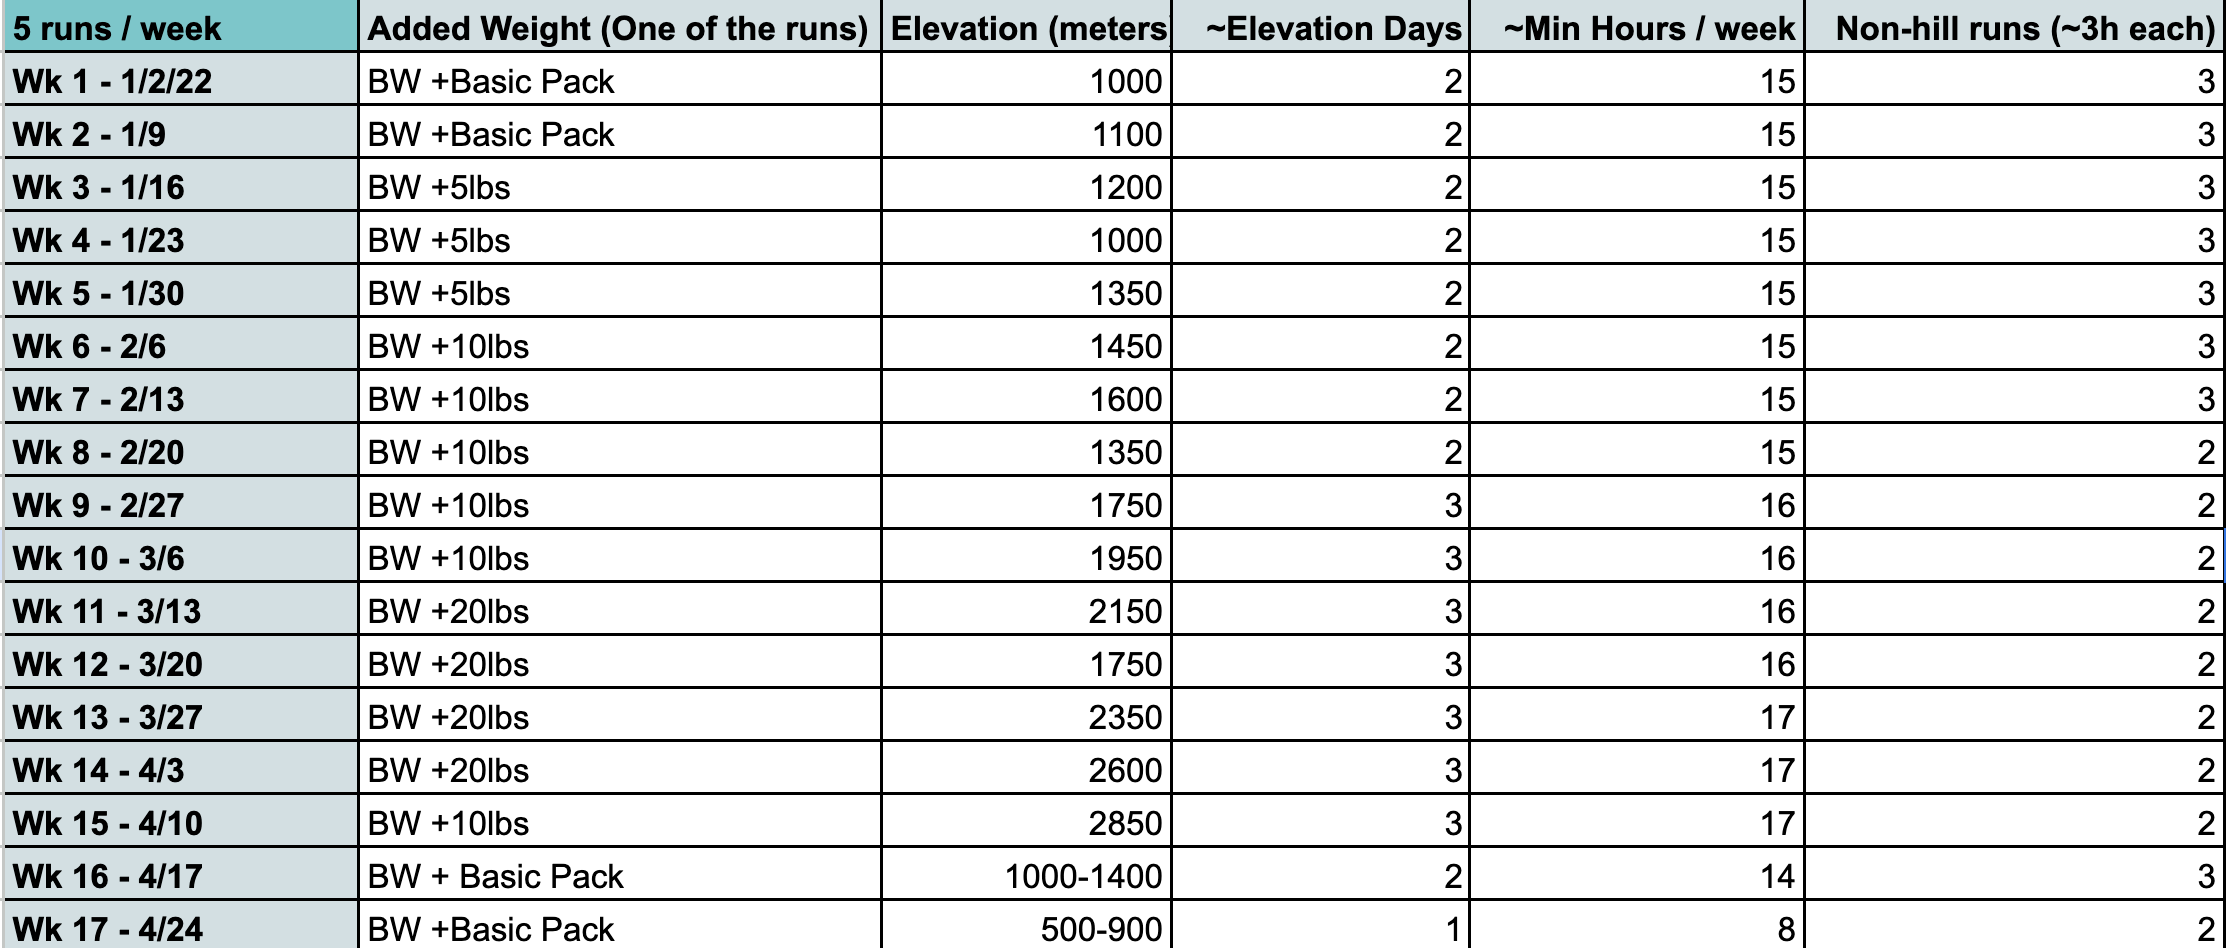 5 runs / week Added Weight (One of the runs) Elevation (meters ~Elevation Days ~Min Hours / week Non-hill runs (~3h each)
Wk 1 - 1/2/22 BW +Basic Pack 1000 2 15 3
Wk 2 - 1/9 BW +Basic Pack 1100 2 15 3
Wk 3 - 1/16 BW +5lbs 1200 2 15 3
Wk 4 - 1/23 BW +5lbs 1000 2 15 3
Wk 5 - 1/30 BW +5lbs 1350 2 15 3
Wk 6 - 2/6 BW +10lbs 1450 2 15 3
Wk 7 - 2/13 BW +10lbs 1600 2 15 3
Wk 8 - 2/20 BW +10lbs 1350 2 15 2
Wk 9 - 2/27 BW +10lbs 1750 3 16 2
Wk 10 - 3/6 BW +10lbs 1950 3 16 2
Wk 11 - 3/13 BW +20lbs 2150 3 16 2
Wk 12 - 3/20 BW +20lbs 1750 3 16 2
Wk 13 - 3/27 BW +20lbs 2350 3 17 2
Wk 14 - 4/3 BW +20lbs 2600 3 17 2
Wk 15 - 4/10 BW +10lbs 2850 3 17 2
Wk 16 - 4/17 BW + Basic Pack 1000-1400 2 14 3
Wk 17 - 4/24 BW +Basic Pack 500-900 1 8 2